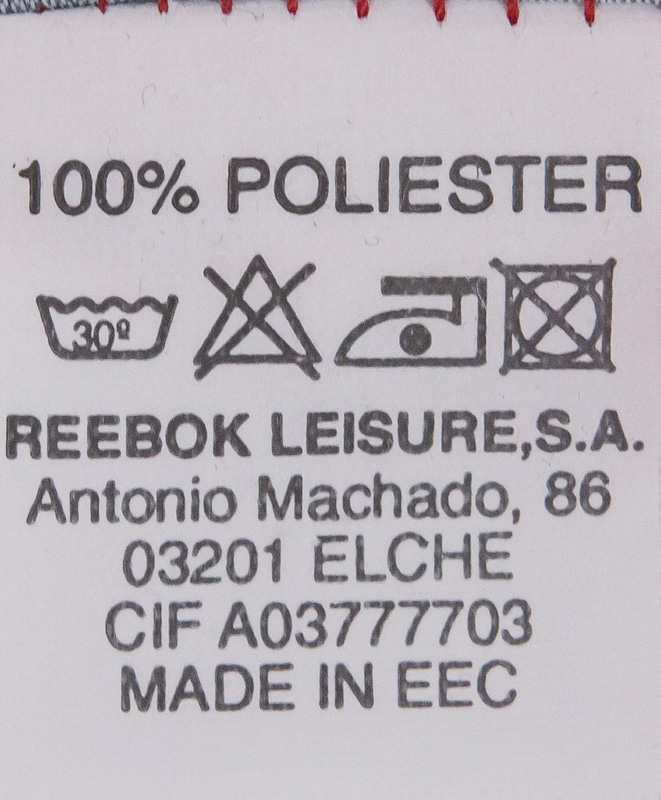 100% POLIESTER
30º
REEBOK LEISURE,S.A.
Antonio Machado, 86
03201 ELCHE
CIF A03777703
MADE IN EEC